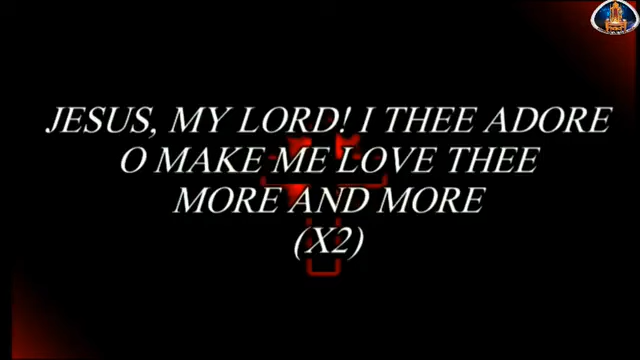 JESUS, MY LORD! I THEE ADORE
O MAKE ME LOVE THEE
MORE AND MORE
(X2)